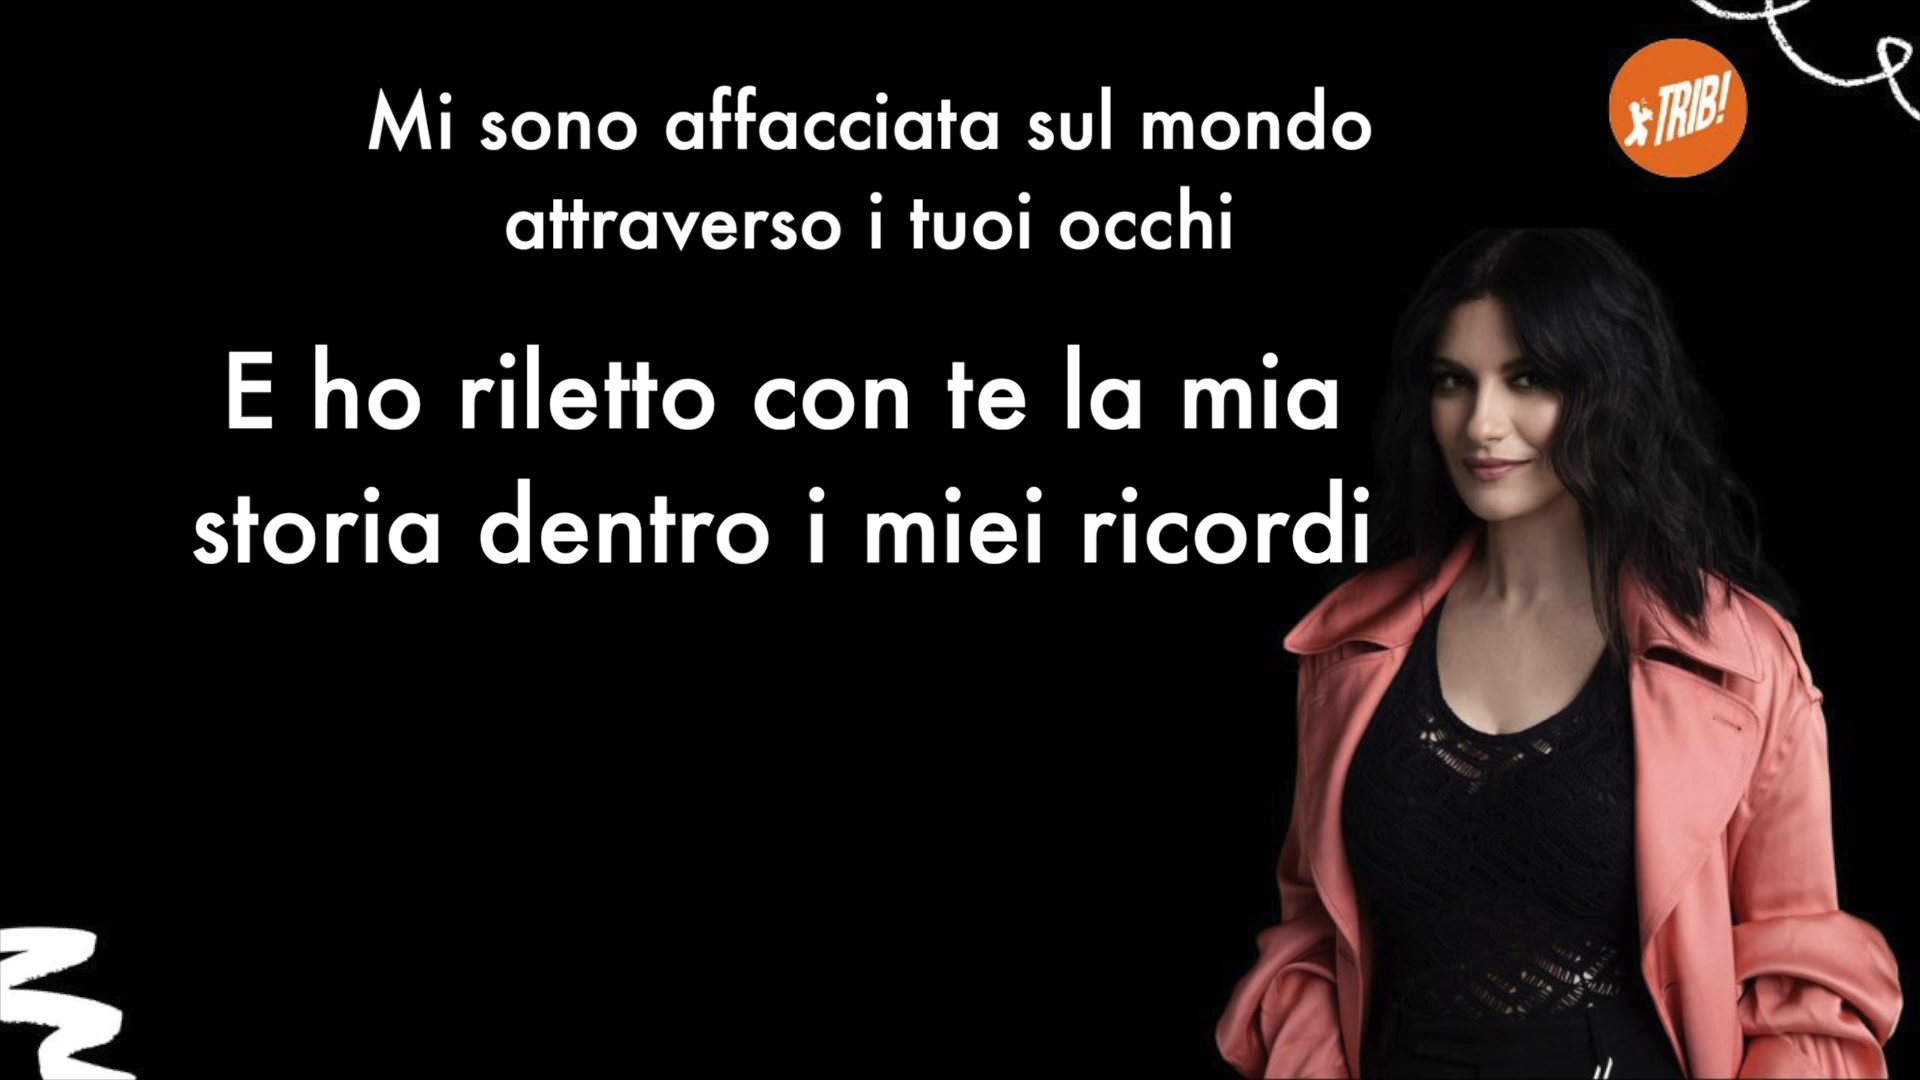 Mi sono affacciata sul mondo
attraverso i tuoi occhi
E ho riletto con te la mia
storia dentro i miei ricordi
TRIB!